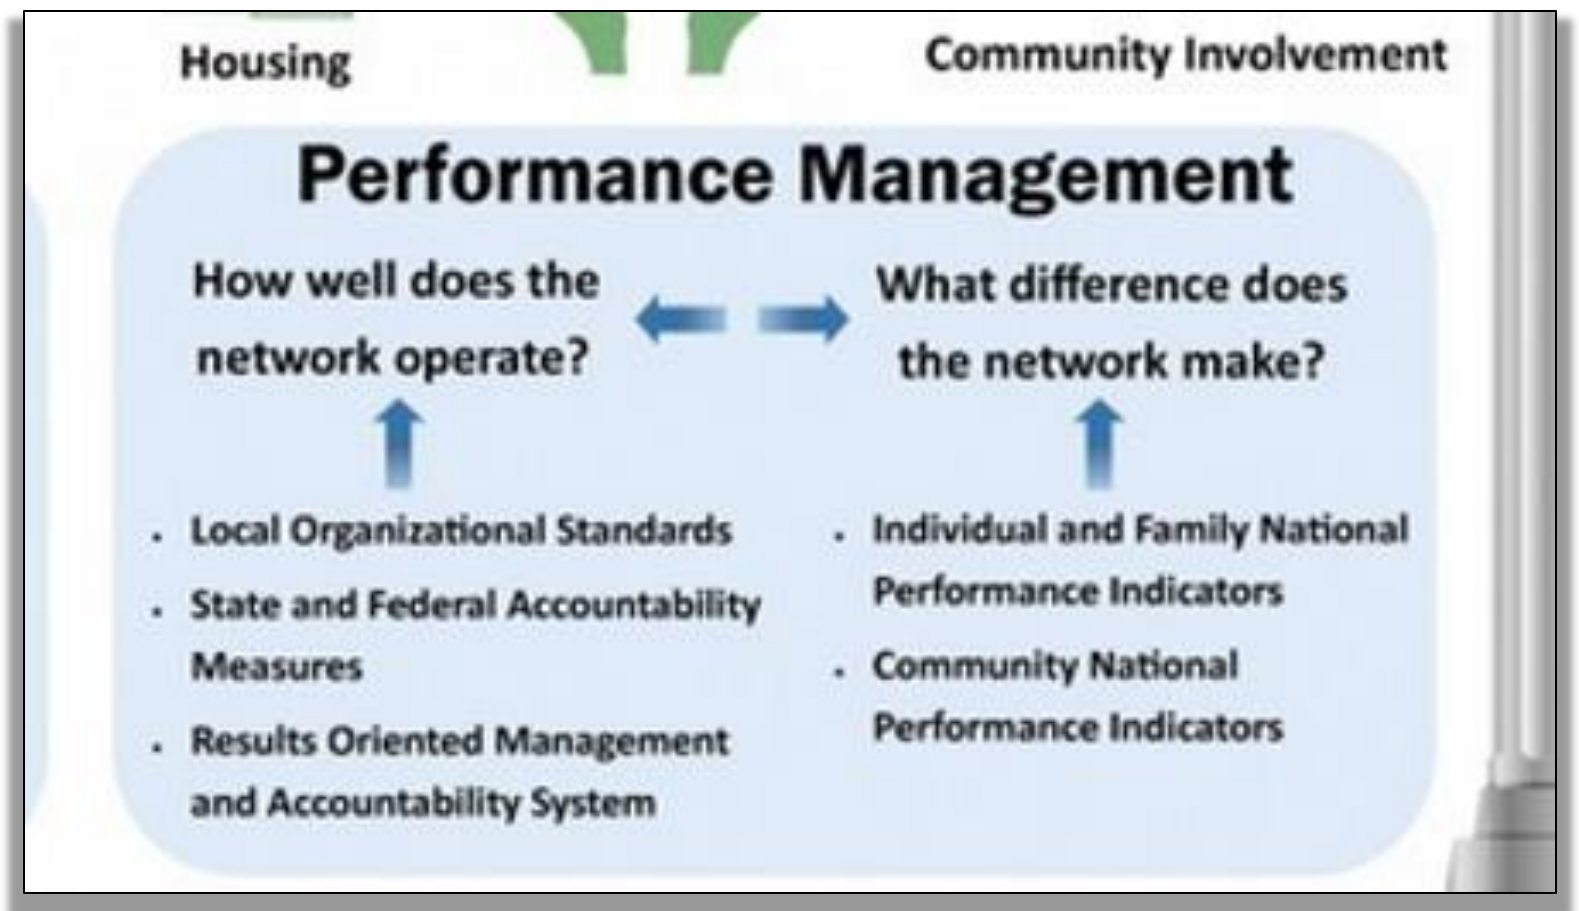 Housing
Community Involvement
Performance Management
How well does the
network operate?
What difference does
the network make?
. Local Organizational Standards
. State and Federal Accountability
Measures
. Results Oriented Management
and Accountability System
. Individual and Family National
Performance Indicators
. Community National
Performance Indicators